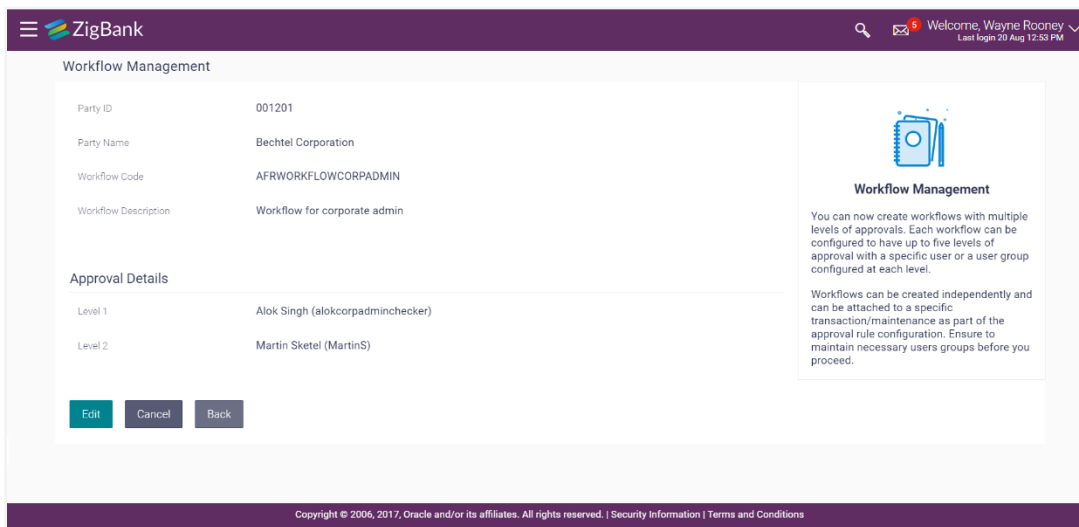 ZigBank
5
Welcome, Wayne Rooney
Last login 20 Aug 12:53 PM
Workflow Management
Party ID 001201
Party Name Bechtel Corporation
Workflow Code AFRWORKFLOWCORPADMIN
Workflow Description Workflow for corporate admin
Approval Details
Level 1 Alok Singh (alokcorpadminchecker)
Level 2 Martin Sketel (MartinS)
Edit Cancel Back
Workflow Management
You can now create workflows with multiple
levels of approvals. Each workflow can be
configured to have up to five levels of
approval with a specific user or a user group
configured at each level.
Workflows can be created independently and
can be attached to a specific
transaction/maintenance as part of the
approval rule configuration. Ensure to
maintain necessary users groups before you
proceed.
Copyright © 2006, 2017, Oracle and/or its affiliates. All rights reserved. | Security Information | Terms and Conditions